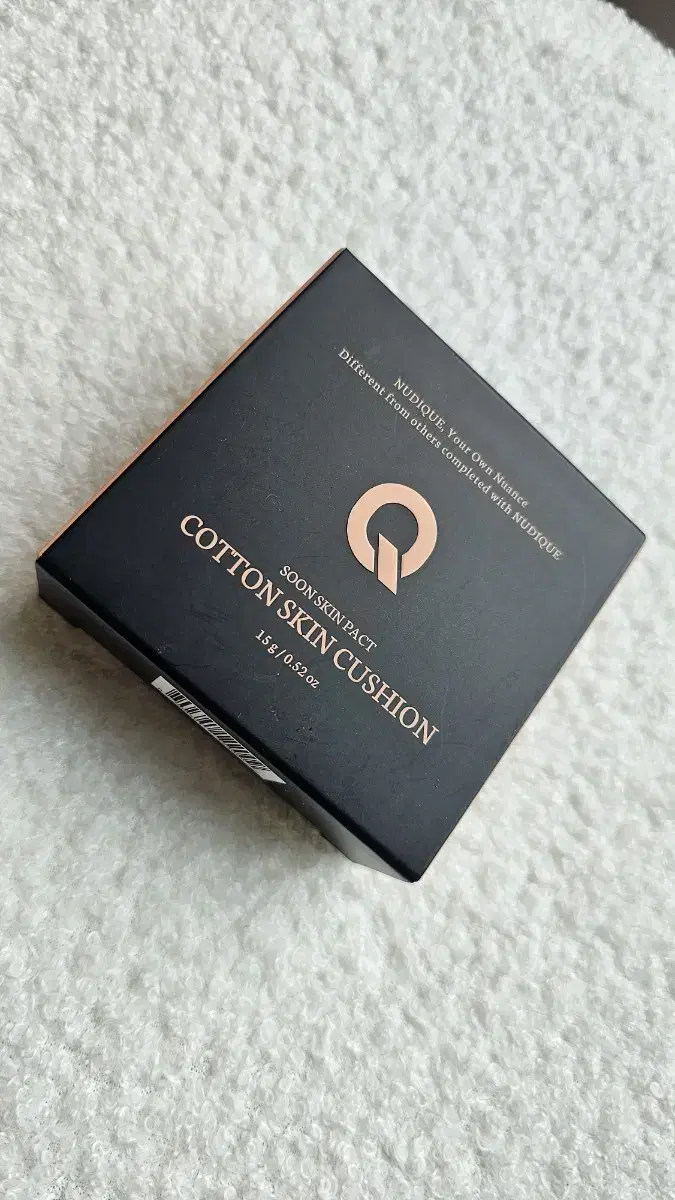 NUDIQUE, Your Own Nuance
Different from others completed with NUDIQUE
SOON SKIN PACT
COTTON SKIN CUSHION
15 g / 0.52 oz